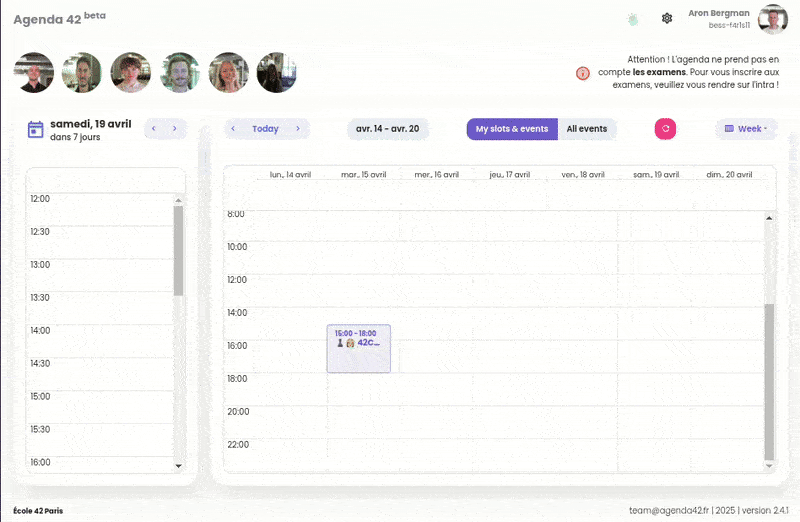 Agenda 42 beta
Aron Bergman
bess-f4r1s11
Attention ! L'agenda ne prend pas en
compte les examens. Pour vous inscrire aux
examens, veuillez vous rendre sur l'intra !
samedi, 19 avril
dans 7 jours
< >
< Today >
avr. 14 - avr. 20
My slots & events
All events
Week
lun., 14 avril
mar., 15 avril
mer., 16 avril
jeu., 17 avril
ven., 18 avril
sam., 19 avril
dim., 20 avril
12:00
12:30
13:00
13:30
14:00
14:30
15:00
15:30
16:00
8:00
10:00
12:00
14:00
16:00
18:00
20:00
22:00
15:00 - 18:00
42C...
École 42 Paris
team@agenda42.fr | 2025 | version 2.4.1